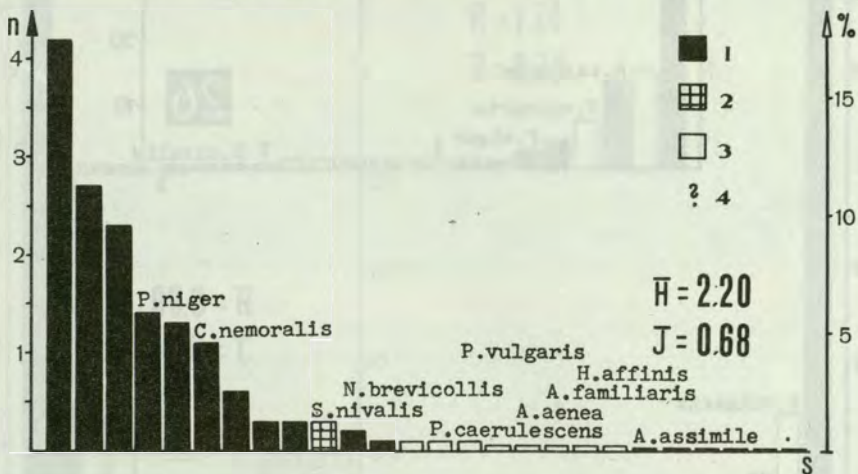 n
%
4
3
2
1
15
10
5
1
2
3
? 4
P.niger
C.nemoralis
P.vulgaris
H.affinis
N.brevicollis
A.familiaris
S.nivalis
A.aenea
P.caerulescens
A.assimile
H̅ = 2.20
J = 0.68
S
26